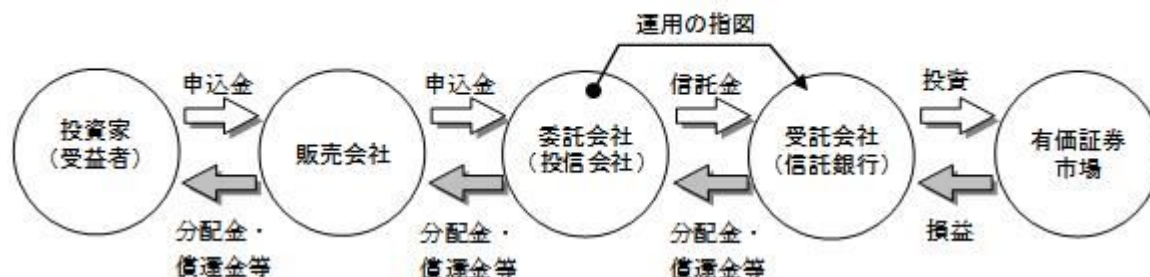 運用の指図
申込金
申込金
信託金
投資
投資家
（受益者）
販売会社
委託会社
（投信会社）
受託会社
（信託銀行）
有価証券
市場
分配金・
償還金等
分配金・
償還金等
分配金・
償還金等
損益